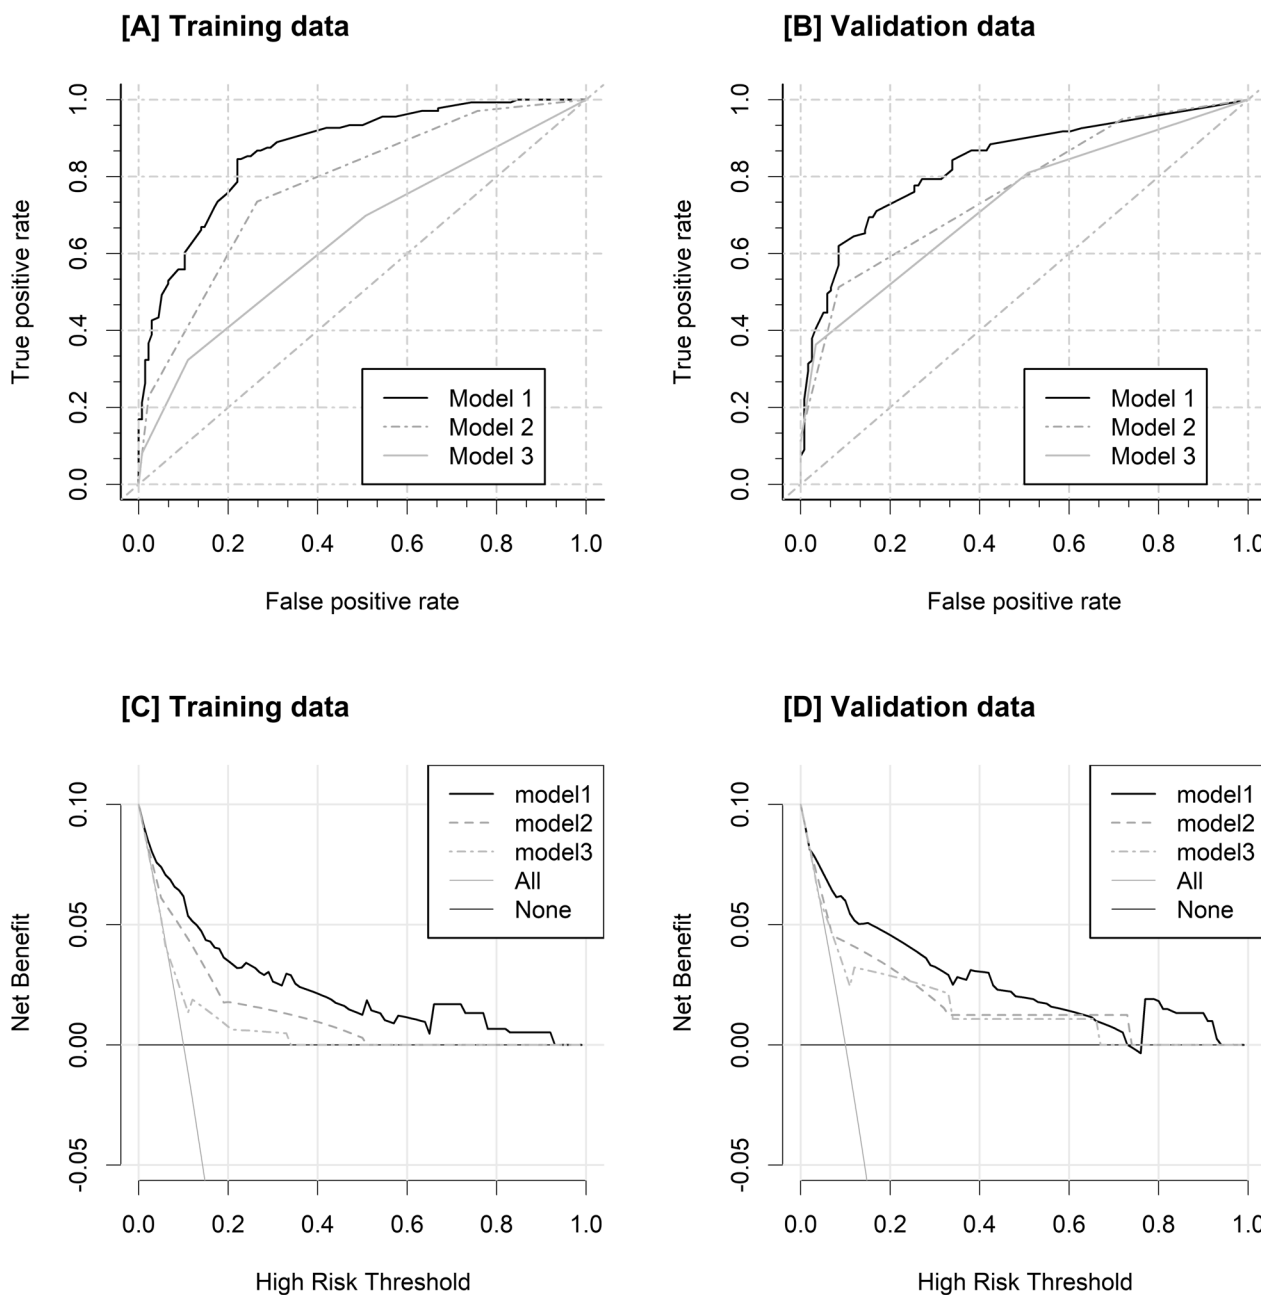 [A] Training data
True positive rate
1.0
0.8
0.6
0.4
0.2
0.0
Model 1
Model 2
Model 3
0.0 0.2 0.4 0.6 0.8 1.0
False positive rate
[B] Validation data
True positive rate
1.0
0.8
0.6
0.4
0.2
0.0
Model 1
Model 2
Model 3
0.0 0.2 0.4 0.6 0.8 1.0
False positive rate
[C] Training data
Net Benefit
0.10
0.05
0.00
-0.05
model1
model2
model3
All
None
0.0 0.2 0.4 0.6 0.8 1.0
High Risk Threshold
[D] Validation data
Net Benefit
0.10
0.05
0.00
-0.05
model1
model2
model3
All
None
0.0 0.2 0.4 0.6 0.8 1.0
High Risk Threshold